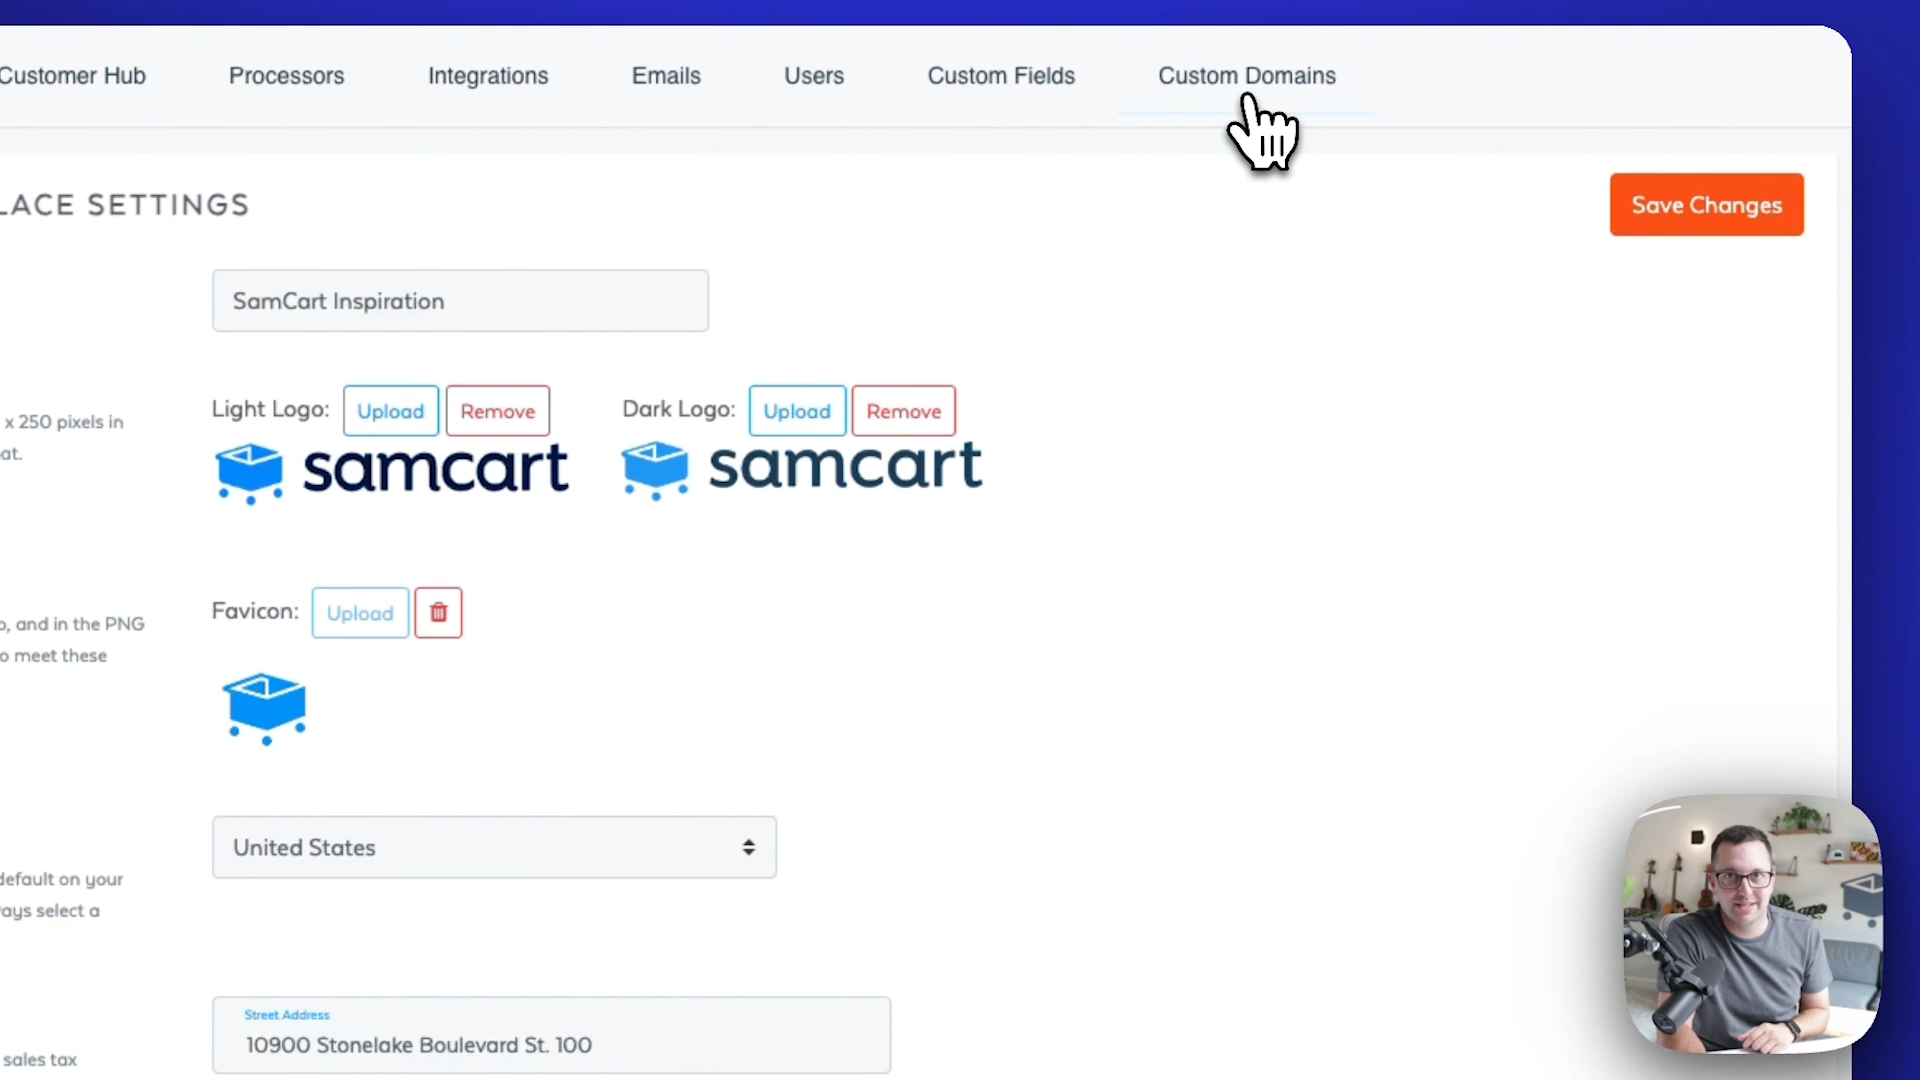 Customer Hub Processors Integrations Emails Users Custom Fields Custom Domains
LACE SETTINGS
Save Changes
SamCart Inspiration
Light Logo: Upload Remove Dark Logo: Upload Remove
x 250 pixels in
at.
samcart samcart
Favicon: Upload
o, and in the PNG
o meet these
United States
default on your
ays select a
Street Address
10900 Stonelake Boulevard St. 100
sales tax